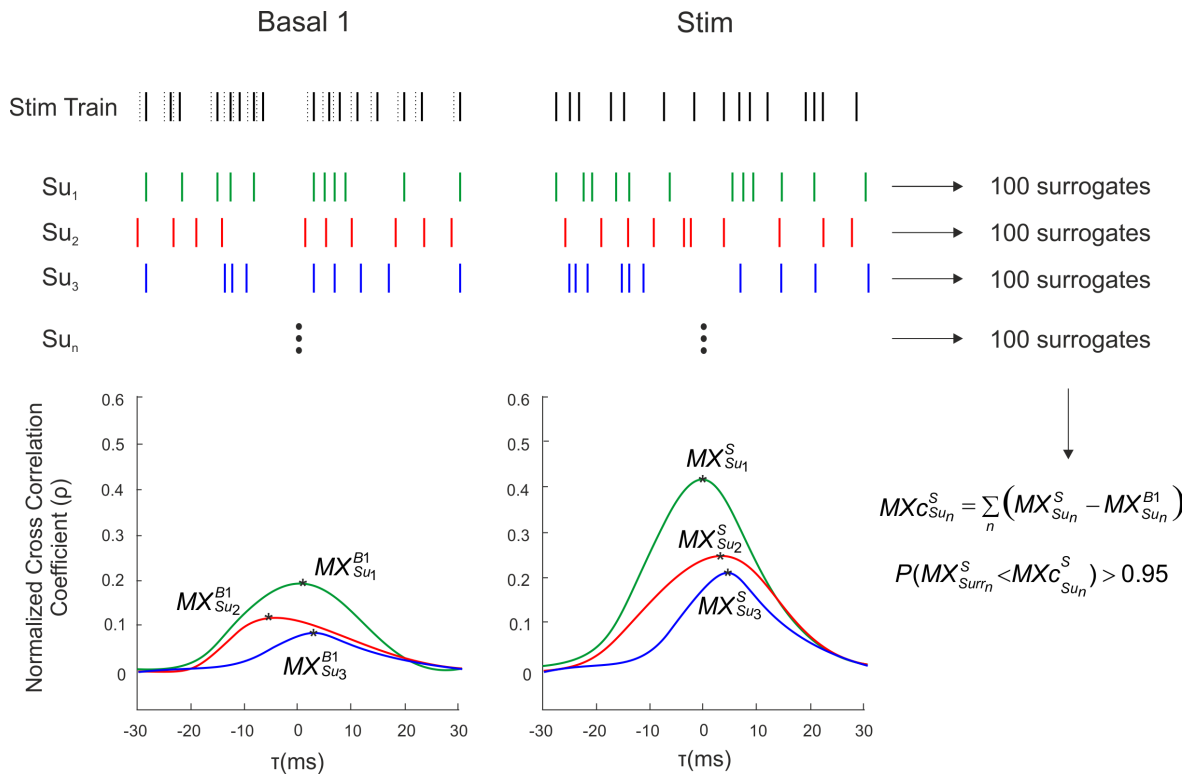 Basal 1 Stim
Stim Train
Su1 100 surrogates
Su2 100 surrogates
Su3 100 surrogates
Sun 100 surrogates
Normalized Cross Correlation
Coefficient (ρ)
0.6
0.5
0.4
0.3
0.2
0.1
0
MX^B1_Su1
MX^B1_Su2
MX^B1_Su3
-30 -20 -10 0 10 20 30
τ(ms)
0.6
0.5
0.4
0.3
0.2
0.1
0
MX^S_Su1
MX^S_Su2
MX^S_Su3
-30 -20 -10 0 10 20 30
τ(ms)
MXc^S_Sun = ∑_n (MX^S_Sun − MX^B1_Sun)
P(MX^S_Surrn < MXc^S_Sun) > 0.95